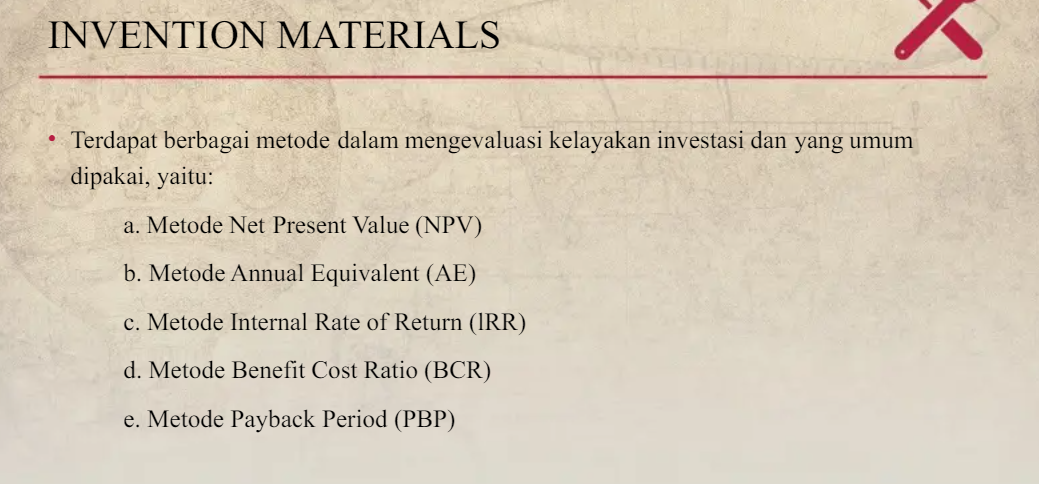 INVENTION MATERIALS
• Terdapat berbagai metode dalam mengevaluasi kelayakan investasi dan yang umum
dipakai, yaitu:
a. Metode Net Present Value (NPV)
b. Metode Annual Equivalent (AE)
c. Metode Internal Rate of Return (lRR)
d. Metode Benefit Cost Ratio (BCR)
e. Metode Payback Period (PBP)